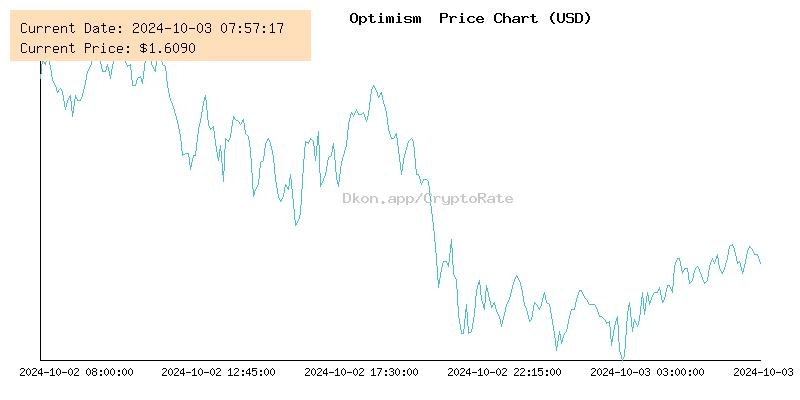 Optimism Price Chart (USD)
Current Date: 2024-10-03 07:57:17
Current Price: $1.6090
Dkon.app/CryptoRate
2024-10-02 08:00:00 2024-10-02 12:45:00 2024-10-02 17:30:00 2024-10-02 22:15:00 2024-10-03 03:00:00 2024-10-03